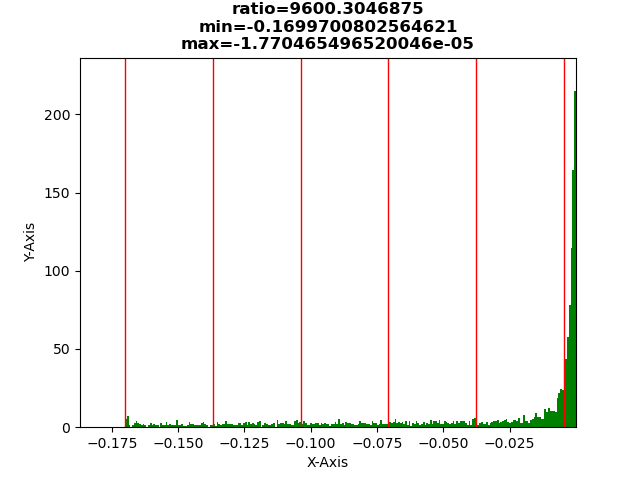 ratio=9600.3046875
min=-0.1699700802564621
max=-1.770465496520046e-05
200
150
100
50
0
Y-Axis
−0.175 −0.150 −0.125 −0.100 −0.075 −0.050 −0.025
X-Axis